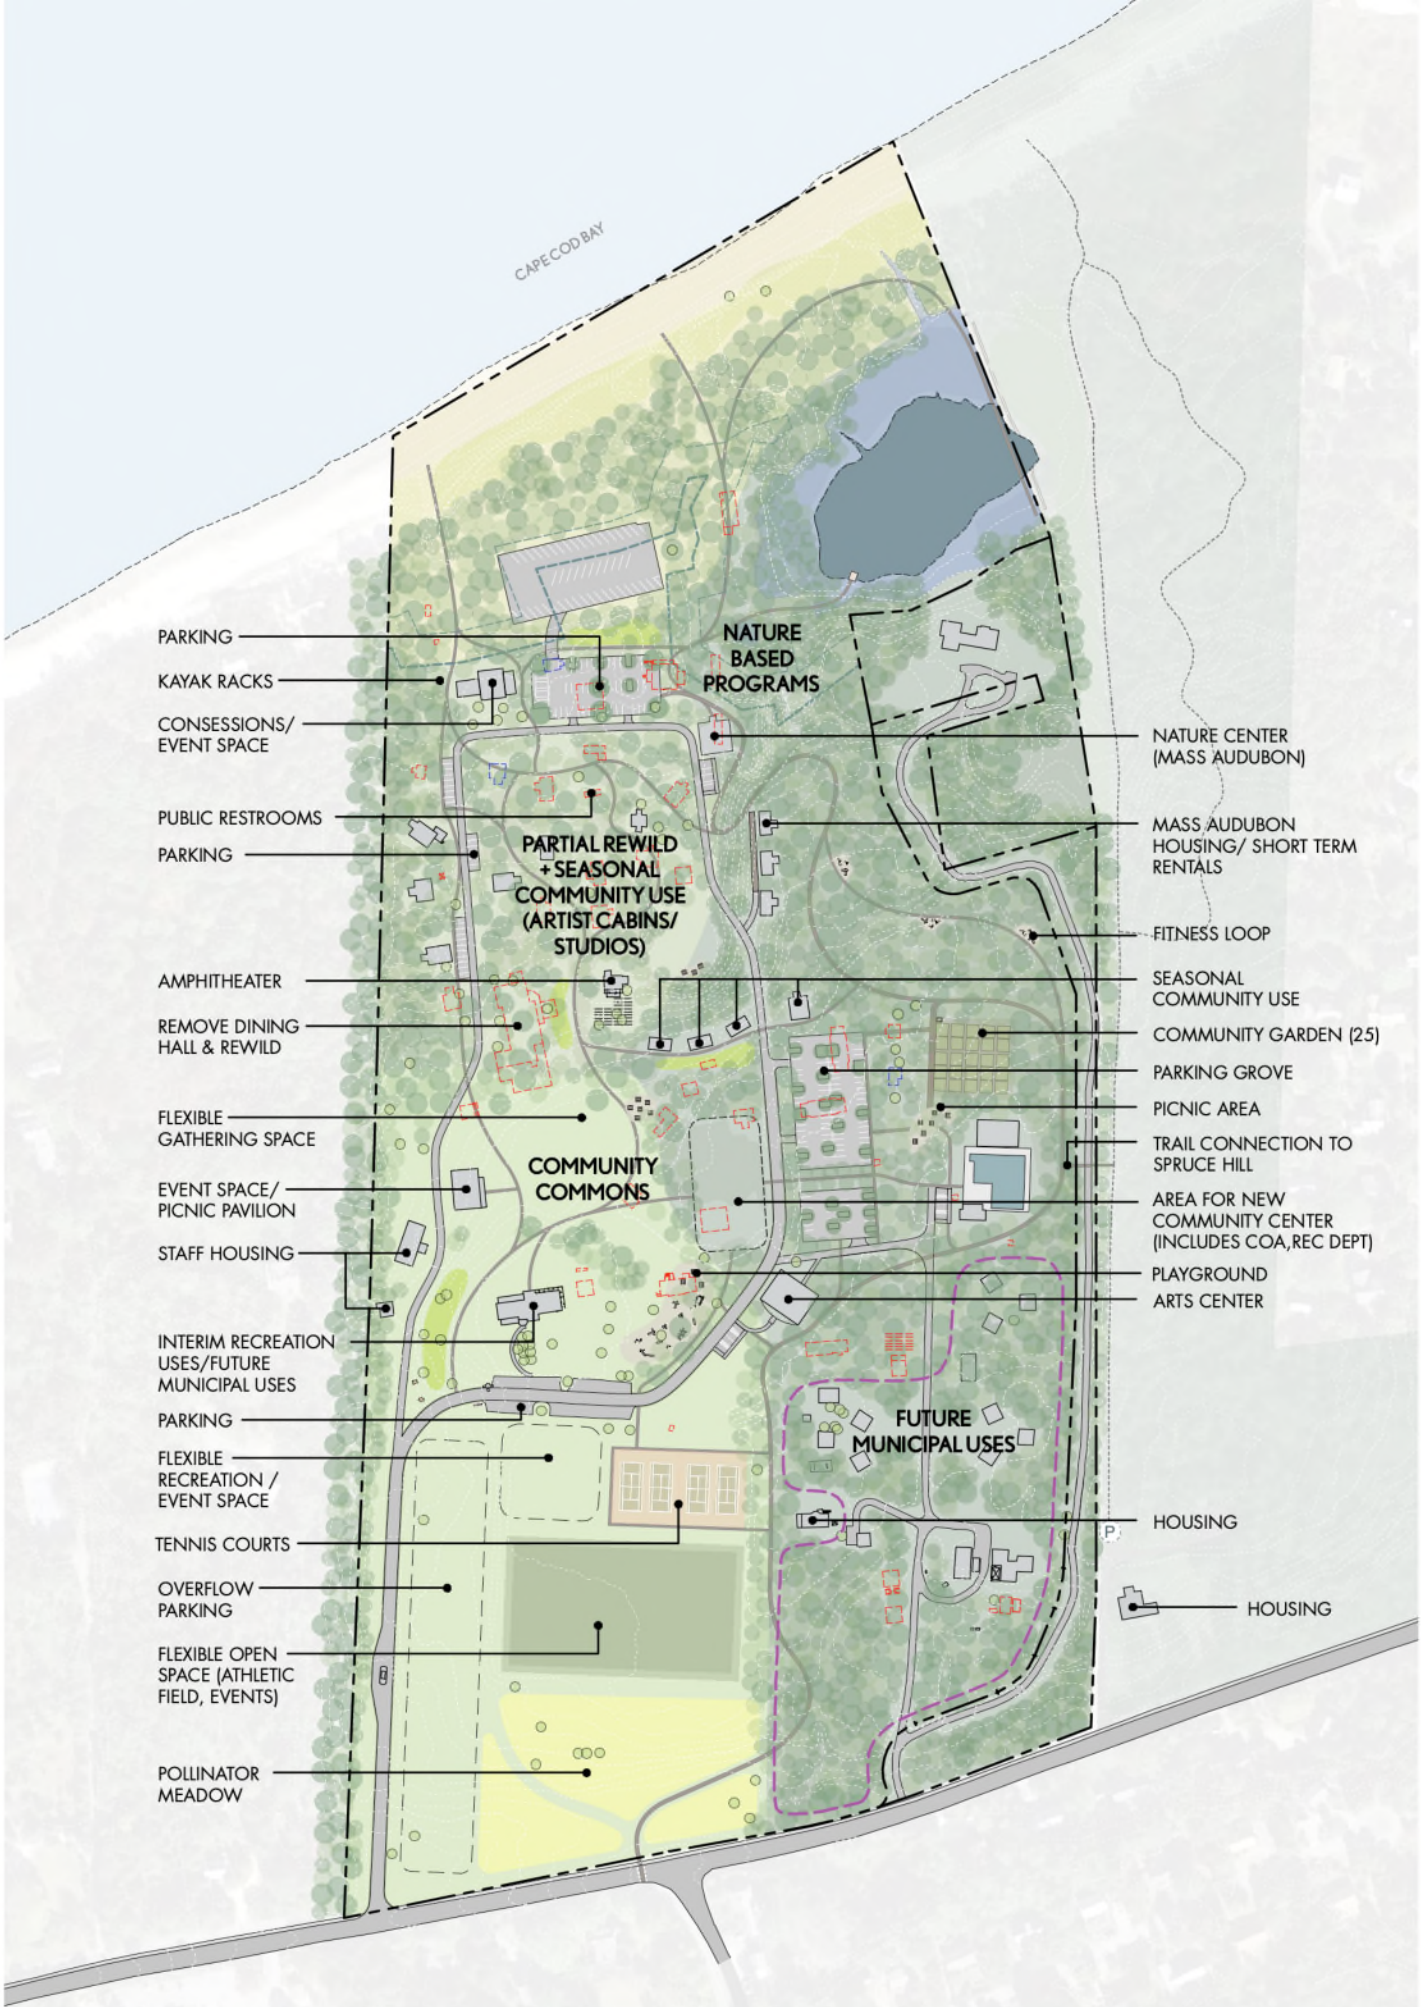 CAPE COD BAY
PARKING
KAYAK RACKS
CONSESSIONS/
EVENT SPACE
PUBLIC RESTROOMS
PARKING
AMPHITHEATER
REMOVE DINING
HALL & REWILD
FLEXIBLE
GATHERING SPACE
EVENT SPACE/
PICNIC PAVILION
STAFF HOUSING
INTERIM RECREATION
USES/FUTURE
MUNICIPAL USES
PARKING
FLEXIBLE
RECREATION /
EVENT SPACE
TENNIS COURTS
OVERFLOW
PARKING
FLEXIBLE OPEN
SPACE (ATHLETIC
FIELD, EVENTS)
POLLINATOR
MEADOW
NATURE
BASED
PROGRAMS
PARTIAL REWILD
+ SEASONAL
COMMUNITY USE
(ARTIST CABINS/
STUDIOS)
COMMUNITY
COMMONS
FUTURE
MUNICIPAL USES
NATURE CENTER
(MASS AUDUBON)
MASS AUDUBON
HOUSING/ SHORT TERM
RENTALS
FITNESS LOOP
SEASONAL
COMMUNITY USE
COMMUNITY GARDEN (25)
PARKING GROVE
PICNIC AREA
TRAIL CONNECTION TO
SPRUCE HILL
AREA FOR NEW
COMMUNITY CENTER
(INCLUDES COA,REC DEPT)
PLAYGROUND
ARTS CENTER
HOUSING
P
HOUSING